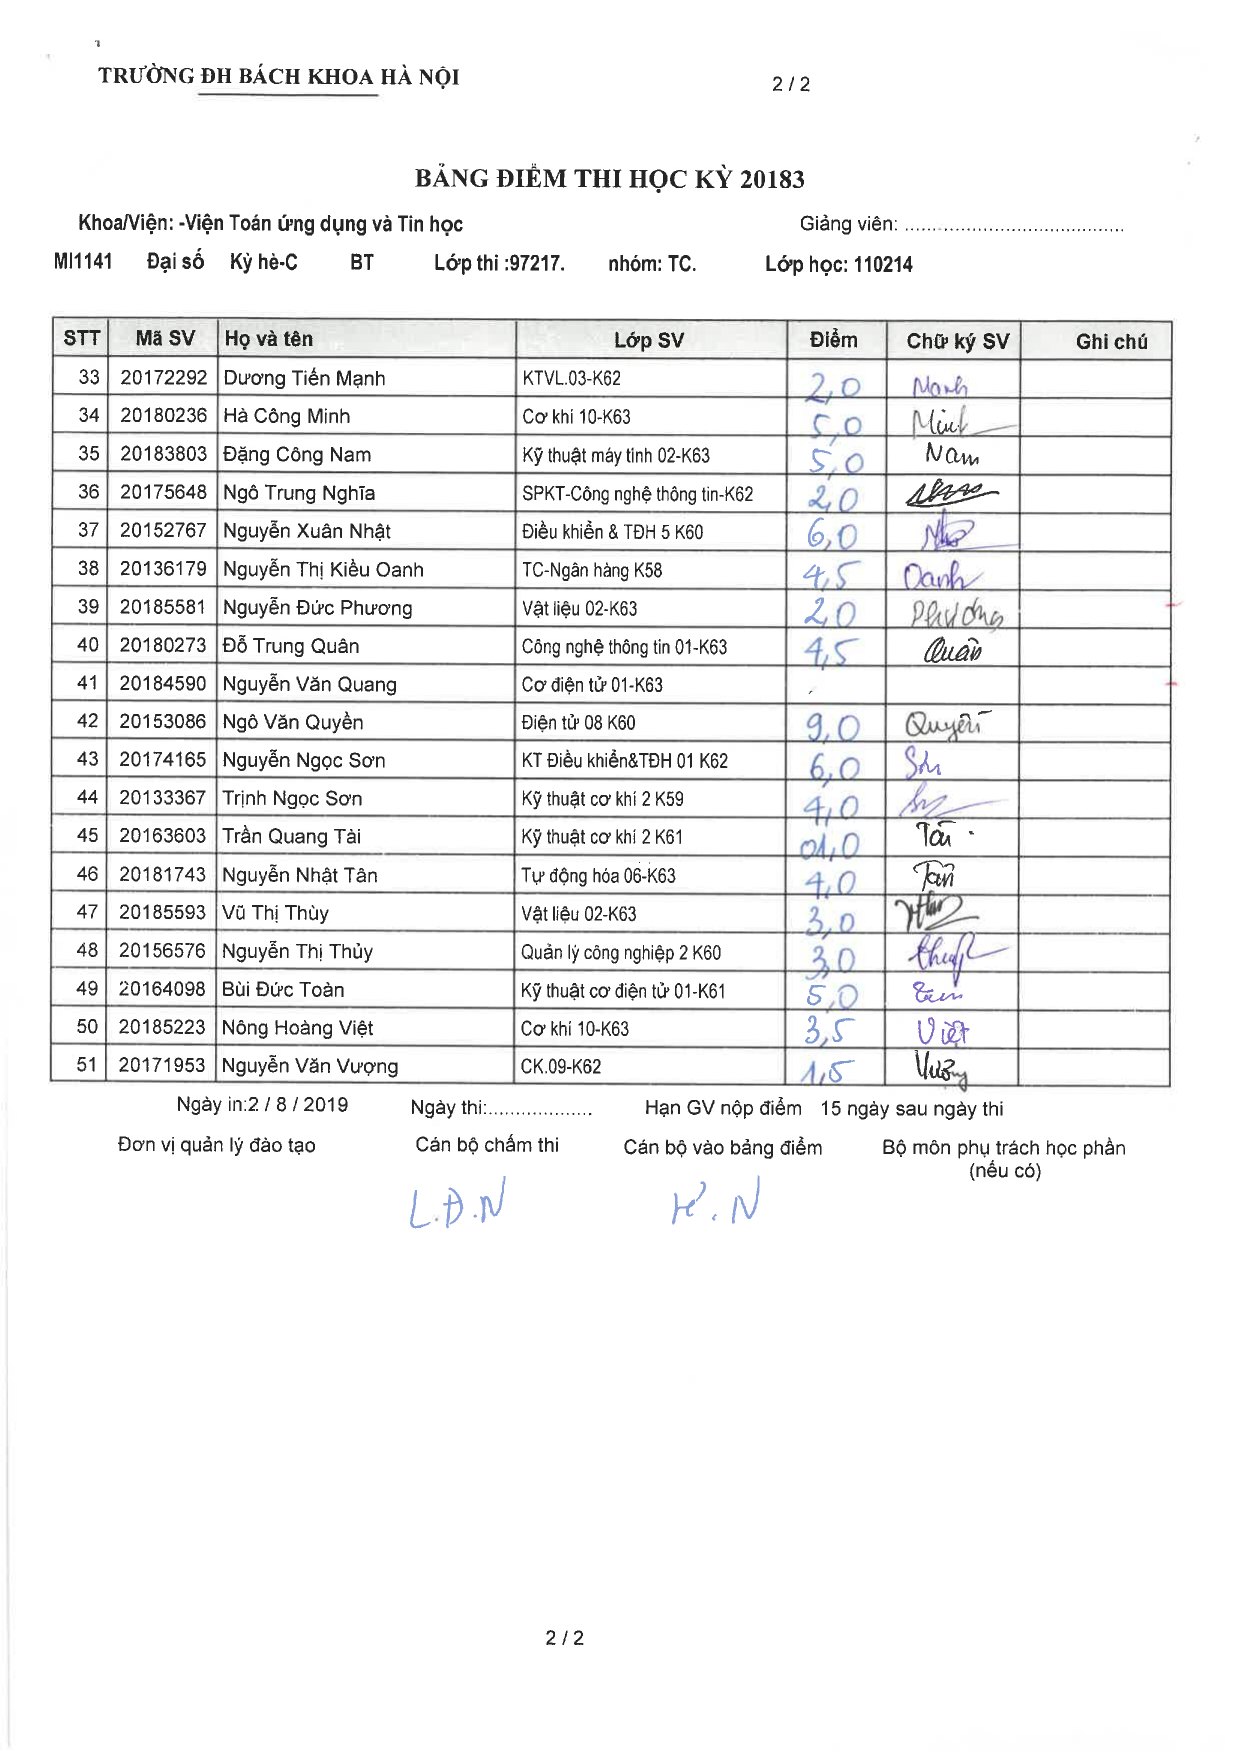 TRƯỜNG ĐH BÁCH KHOA HÀ NỘI 2 / 2
BẢNG ĐIỂM THI HỌC KỲ 20183
Khoa/Viện: -Viện Toán ứng dụng và Tin học Giảng viên: ........................................
MI1141 Đại số Kỳ hè-C BT Lớp thi :97217. nhóm: TC. Lớp học: 110214
STT Mã SV Họ và tên Lớp SV Điểm Chữ ký SV Ghi chú
33 20172292 Dương Tiến Mạnh KTVL.03-K62 2,0 Manh
34 20180236 Hà Công Minh Cơ khí 10-K63 5,0 Minh
35 20183803 Đặng Công Nam Kỹ thuật máy tính 02-K63 5,0 Nam
36 20175648 Ngô Trung Nghĩa SPKT-Công nghệ thông tin-K62 2,0
37 20152767 Nguyễn Xuân Nhật Điều khiển & TĐH 5 K60 6,0
38 20136179 Nguyễn Thị Kiều Oanh TC-Ngân hàng K58 4,5 Oanh
39 20185581 Nguyễn Đức Phương Vật liệu 02-K63 2,0 Phương
40 20180273 Đỗ Trung Quân Công nghệ thông tin 01-K63 4,5 Quân
41 20184590 Nguyễn Văn Quang Cơ điện tử 01-K63
42 20153086 Ngô Văn Quyền Điện tử 08 K60 9,0 Quyền
43 20174165 Nguyễn Ngọc Sơn KT Điều khiển&TĐH 01 K62 6,0 Sơn
44 20133367 Trịnh Ngọc Sơn Kỹ thuật cơ khí 2 K59 4,0
45 20163603 Trần Quang Tài Kỹ thuật cơ khí 2 K61 01,0 Tài
46 20181743 Nguyễn Nhật Tân Tự động hóa 06-K63 4,0 Tân
47 20185593 Vũ Thị Thùy Vật liệu 02-K63 3,0
48 20156576 Nguyễn Thị Thủy Quản lý công nghiệp 2 K60 3,0
49 20164098 Bùi Đức Toàn Kỹ thuật cơ điện tử 01-K61 5,0
50 20185223 Nông Hoàng Việt Cơ khí 10-K63 3,5 Việt
51 20171953 Nguyễn Văn Vượng CK.09-K62 1,5 Vượng
Ngày in:2 / 8 / 2019 Ngày thi:................... Hạn GV nộp điểm 15 ngày sau ngày thi
Đơn vị quản lý đào tạo Cán bộ chấm thi Cán bộ vào bảng điểm Bộ môn phụ trách học phần
(nếu có)
L.Đ.N
2 / 2